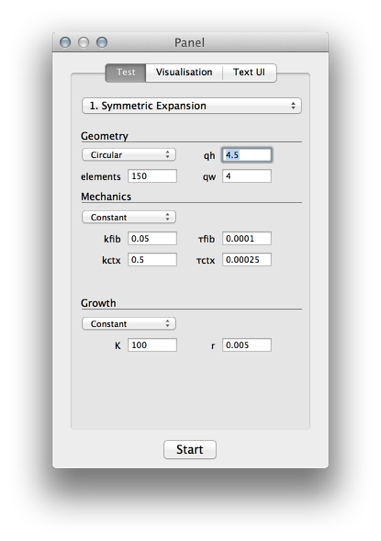 Panel
Test Visualisation Text UI
1. Symmetric Expansion
Geometry
Circular qh 4.5
elements 150 qw 4
Mechanics
Constant
kfib 0.05 τfib 0.0001
kctx 0.5 τctx 0.00025
Growth
Constant
K 100 r 0.005
Start